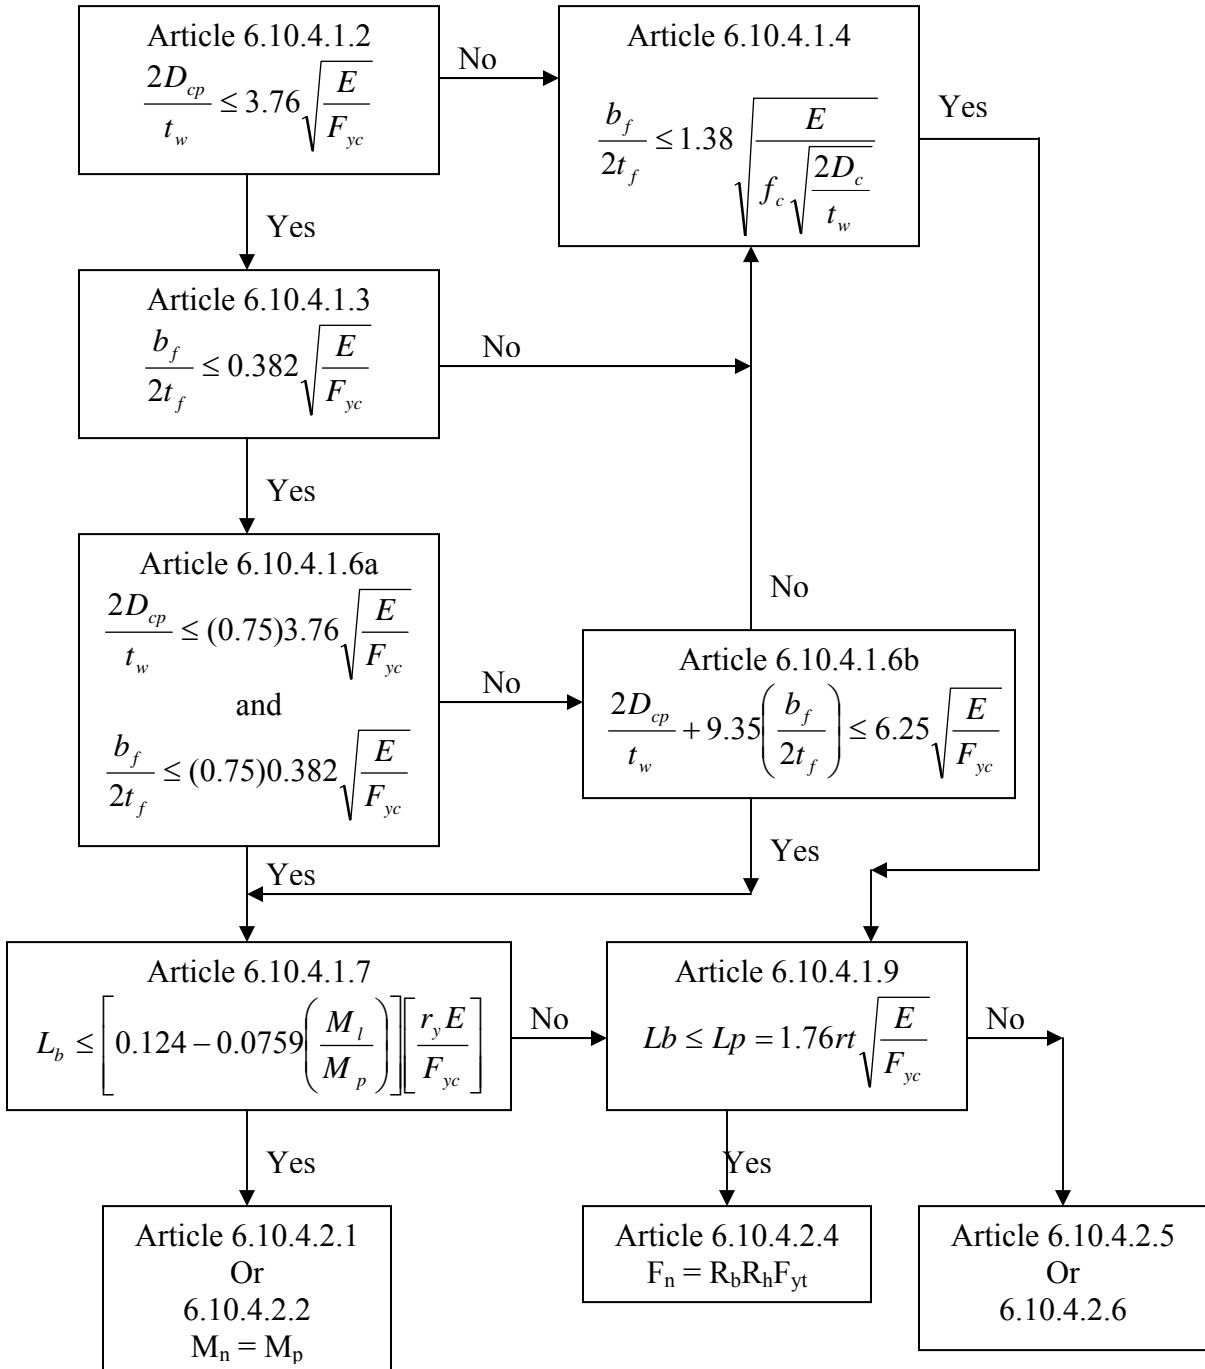 Article 6.10.4.1.2
2D_cp / t_w ≤ 3.76 √(E / F_yc)
No
Article 6.10.4.1.4
b_f / 2t_f ≤ 1.38 √(E / (f_c √(2D_c / t_w)))
Yes
Yes
Article 6.10.4.1.3
b_f / 2t_f ≤ 0.382 √(E / F_yc)
No
Yes
Article 6.10.4.1.6a
2D_cp / t_w ≤ (0.75)3.76 √(E / F_yc)
and
b_f / 2t_f ≤ (0.75)0.382 √(E / F_yc)
No
No
Article 6.10.4.1.6b
2D_cp / t_w + 9.35(b_f / 2t_f) ≤ 6.25 √(E / F_yc)
Yes
Yes
Article 6.10.4.1.7
L_b ≤ [0.124 − 0.0759(M_l / M_p)][r_y E / F_yc]
No
Article 6.10.4.1.9
Lb ≤ Lp = 1.76rt √(E / F_yc)
No
Yes
Yes
Article 6.10.4.2.1
Or
6.10.4.2.2
M_n = M_p
Article 6.10.4.2.4
F_n = R_bR_hF_yt
Article 6.10.4.2.5
Or
6.10.4.2.6